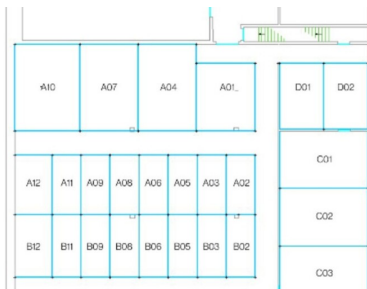 A10 A07 A04 A01
D01 D02
C01
A12 A11 A09 A08 A06 A05 A03 A02
C02
B12 B11 B09 B08 B06 B05 B03 B02
C03